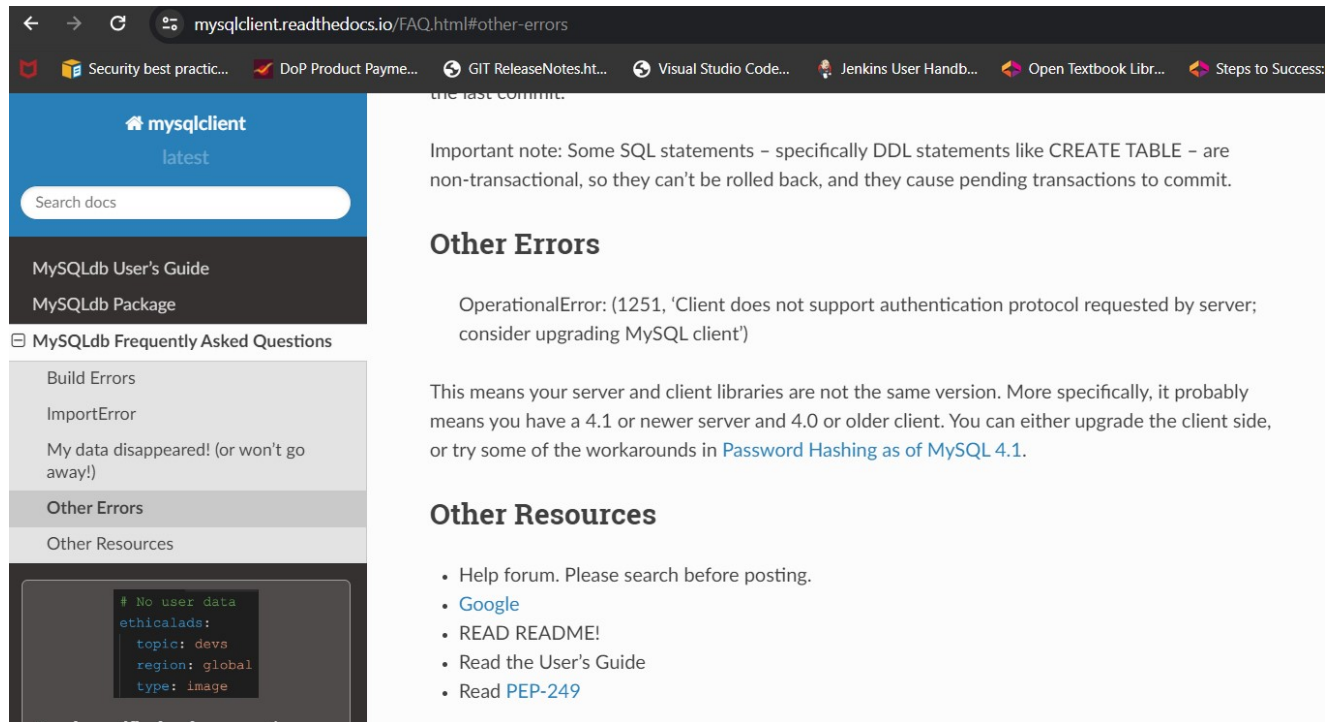 mysqlclient.readthedocs.io/FAQ.html#other-errors
Security best practic...
DoP Product Payme...
GIT ReleaseNotes.ht...
Visual Studio Code...
Jenkins User Handb...
Open Textbook Libr...
Steps to Success:
mysqlclient
latest
Search docs
MySQLdb User's Guide
MySQLdb Package
MySQLdb Frequently Asked Questions
Build Errors
ImportError
My data disappeared! (or won't go
away!)
Other Errors
Other Resources
# No user data
ethicalads:
topic: devs
region: global
type: image
the last commit.
Important note: Some SQL statements – specifically DDL statements like CREATE TABLE – are
non-transactional, so they can't be rolled back, and they cause pending transactions to commit.
Other Errors
OperationalError: (1251, 'Client does not support authentication protocol requested by server;
consider upgrading MySQL client')
This means your server and client libraries are not the same version. More specifically, it probably
means you have a 4.1 or newer server and 4.0 or older client. You can either upgrade the client side,
or try some of the workarounds in Password Hashing as of MySQL 4.1.
Other Resources
• Help forum. Please search before posting.
• Google
• READ README!
• Read the User's Guide
• Read PEP-249